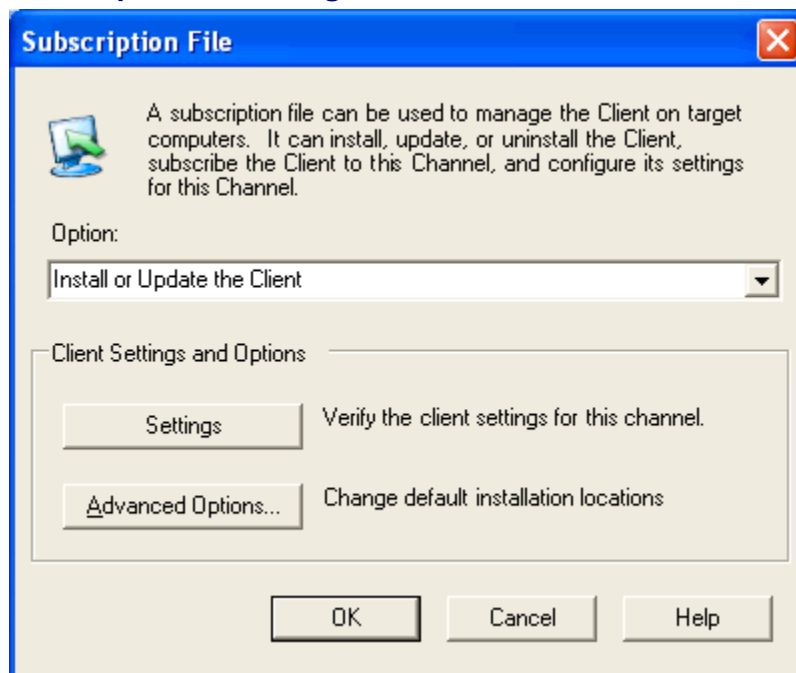 Subscription File
A subscription file can be used to manage the Client on target
computers.  It can install, update, or uninstall the Client,
subscribe the Client to this Channel, and configure its settings
for this Channel.
Option:
Install or Update the Client
Client Settings and Options
Settings
Verify the client settings for this channel.
Advanced Options...
Change default installation locations
OK
Cancel
Help